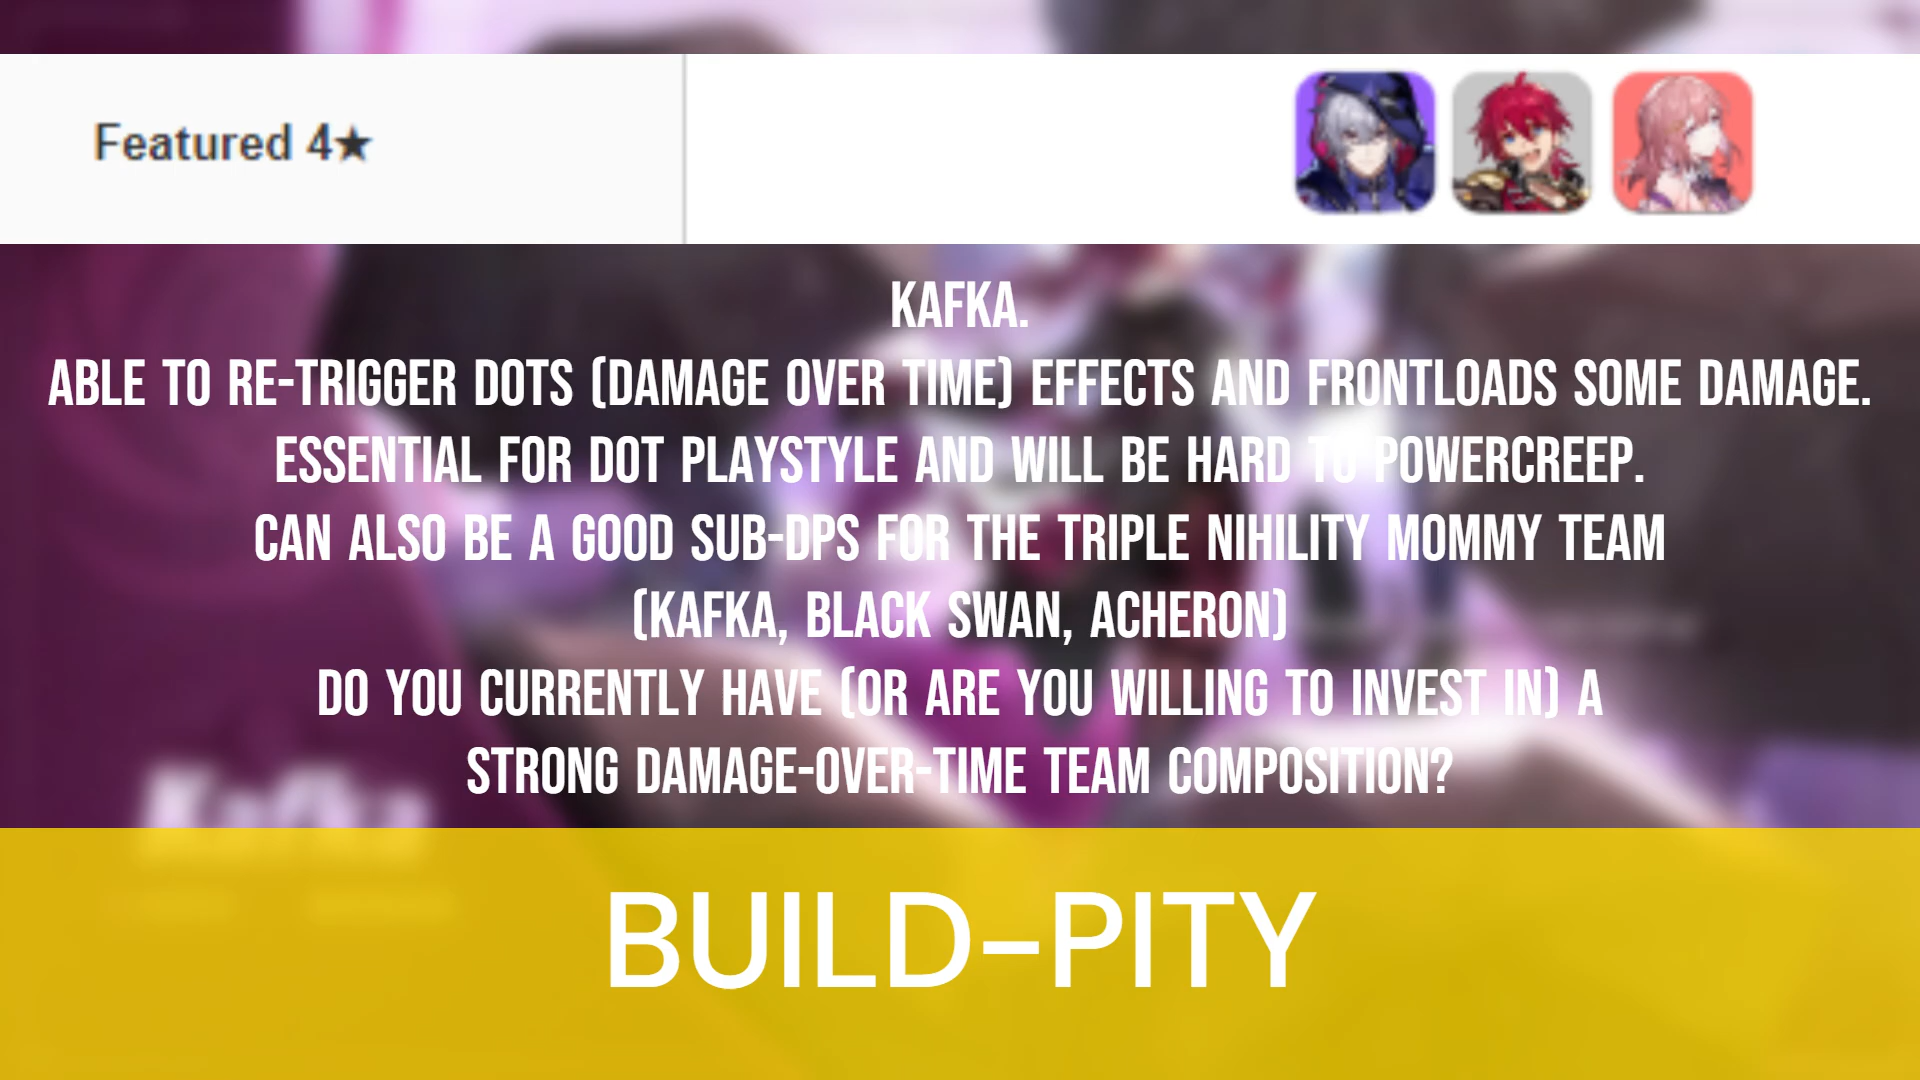 Featured 4★
KAFKA.
ABLE TO RE-TRIGGER DOTS (DAMAGE OVER TIME) EFFECTS AND FRONTLOADS SOME DAMAGE.
ESSENTIAL FOR DOT PLAYSTYLE AND WILL BE HARD TO POWERCREEP.
CAN ALSO BE A GOOD SUB-DPS FOR THE TRIPLE NIHILITY MOMMY TEAM
(KAFKA, BLACK SWAN, ACHERON)
DO YOU CURRENTLY HAVE (OR ARE YOU WILLING TO INVEST IN) A
STRONG DAMAGE-OVER-TIME TEAM COMPOSITION?
Kafka
BUILD-PITY